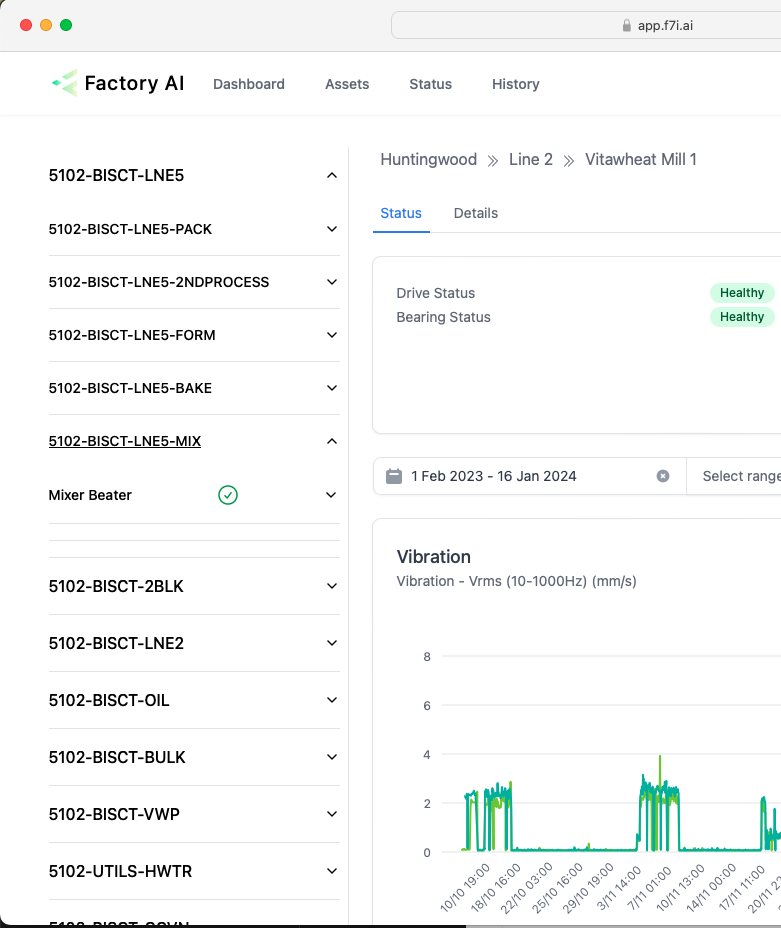 app.f7i.ai
Factory AI
Dashboard
Assets
Status
History
5102-BISCT-LNE5
5102-BISCT-LNE5-PACK
5102-BISCT-LNE5-2NDPROCESS
5102-BISCT-LNE5-FORM
5102-BISCT-LNE5-BAKE
5102-BISCT-LNE5-MIX
Mixer Beater
5102-BISCT-2BLK
5102-BISCT-LNE2
5102-BISCT-OIL
5102-BISCT-BULK
5102-BISCT-VWP
5102-UTILS-HWTR
Huntingwood » Line 2 » Vitawheat Mill 1
Status
Details
Drive Status Healthy
Bearing Status Healthy
1 Feb 2023 - 16 Jan 2024
Select range
Vibration
Vibration - Vrms (10-1000Hz) (mm/s)
8
6
4
2
0
10/10 19:00
18/10 16:00
22/10 03:00
25/10 16:00
29/10 19:00
3/11 14:00
7/11 01:00
10/11 13:00
14/11 00:00
17/11 11:00
20/11